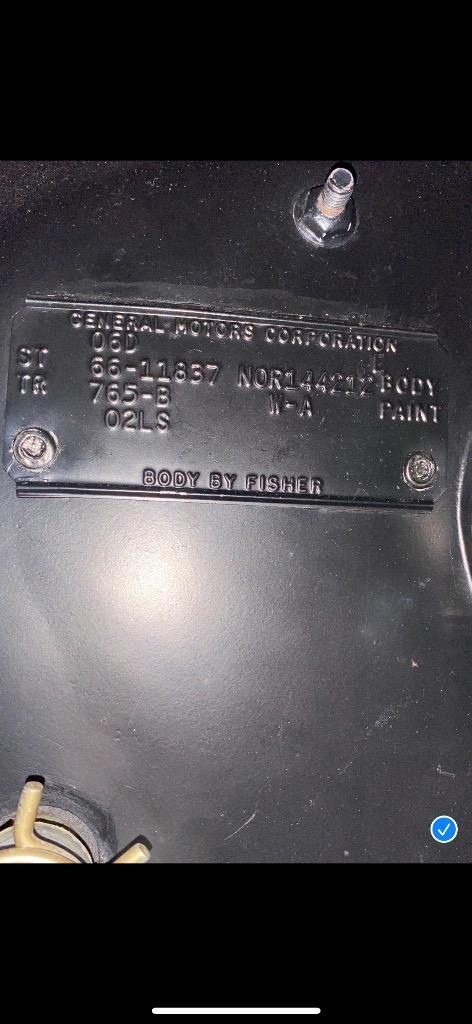 GENERAL MOTORS CORPORATION
06D E
ST 66-11837 NOR144212 BODY
TR 765-B W-A PAINT
02LS
BODY BY FISHER